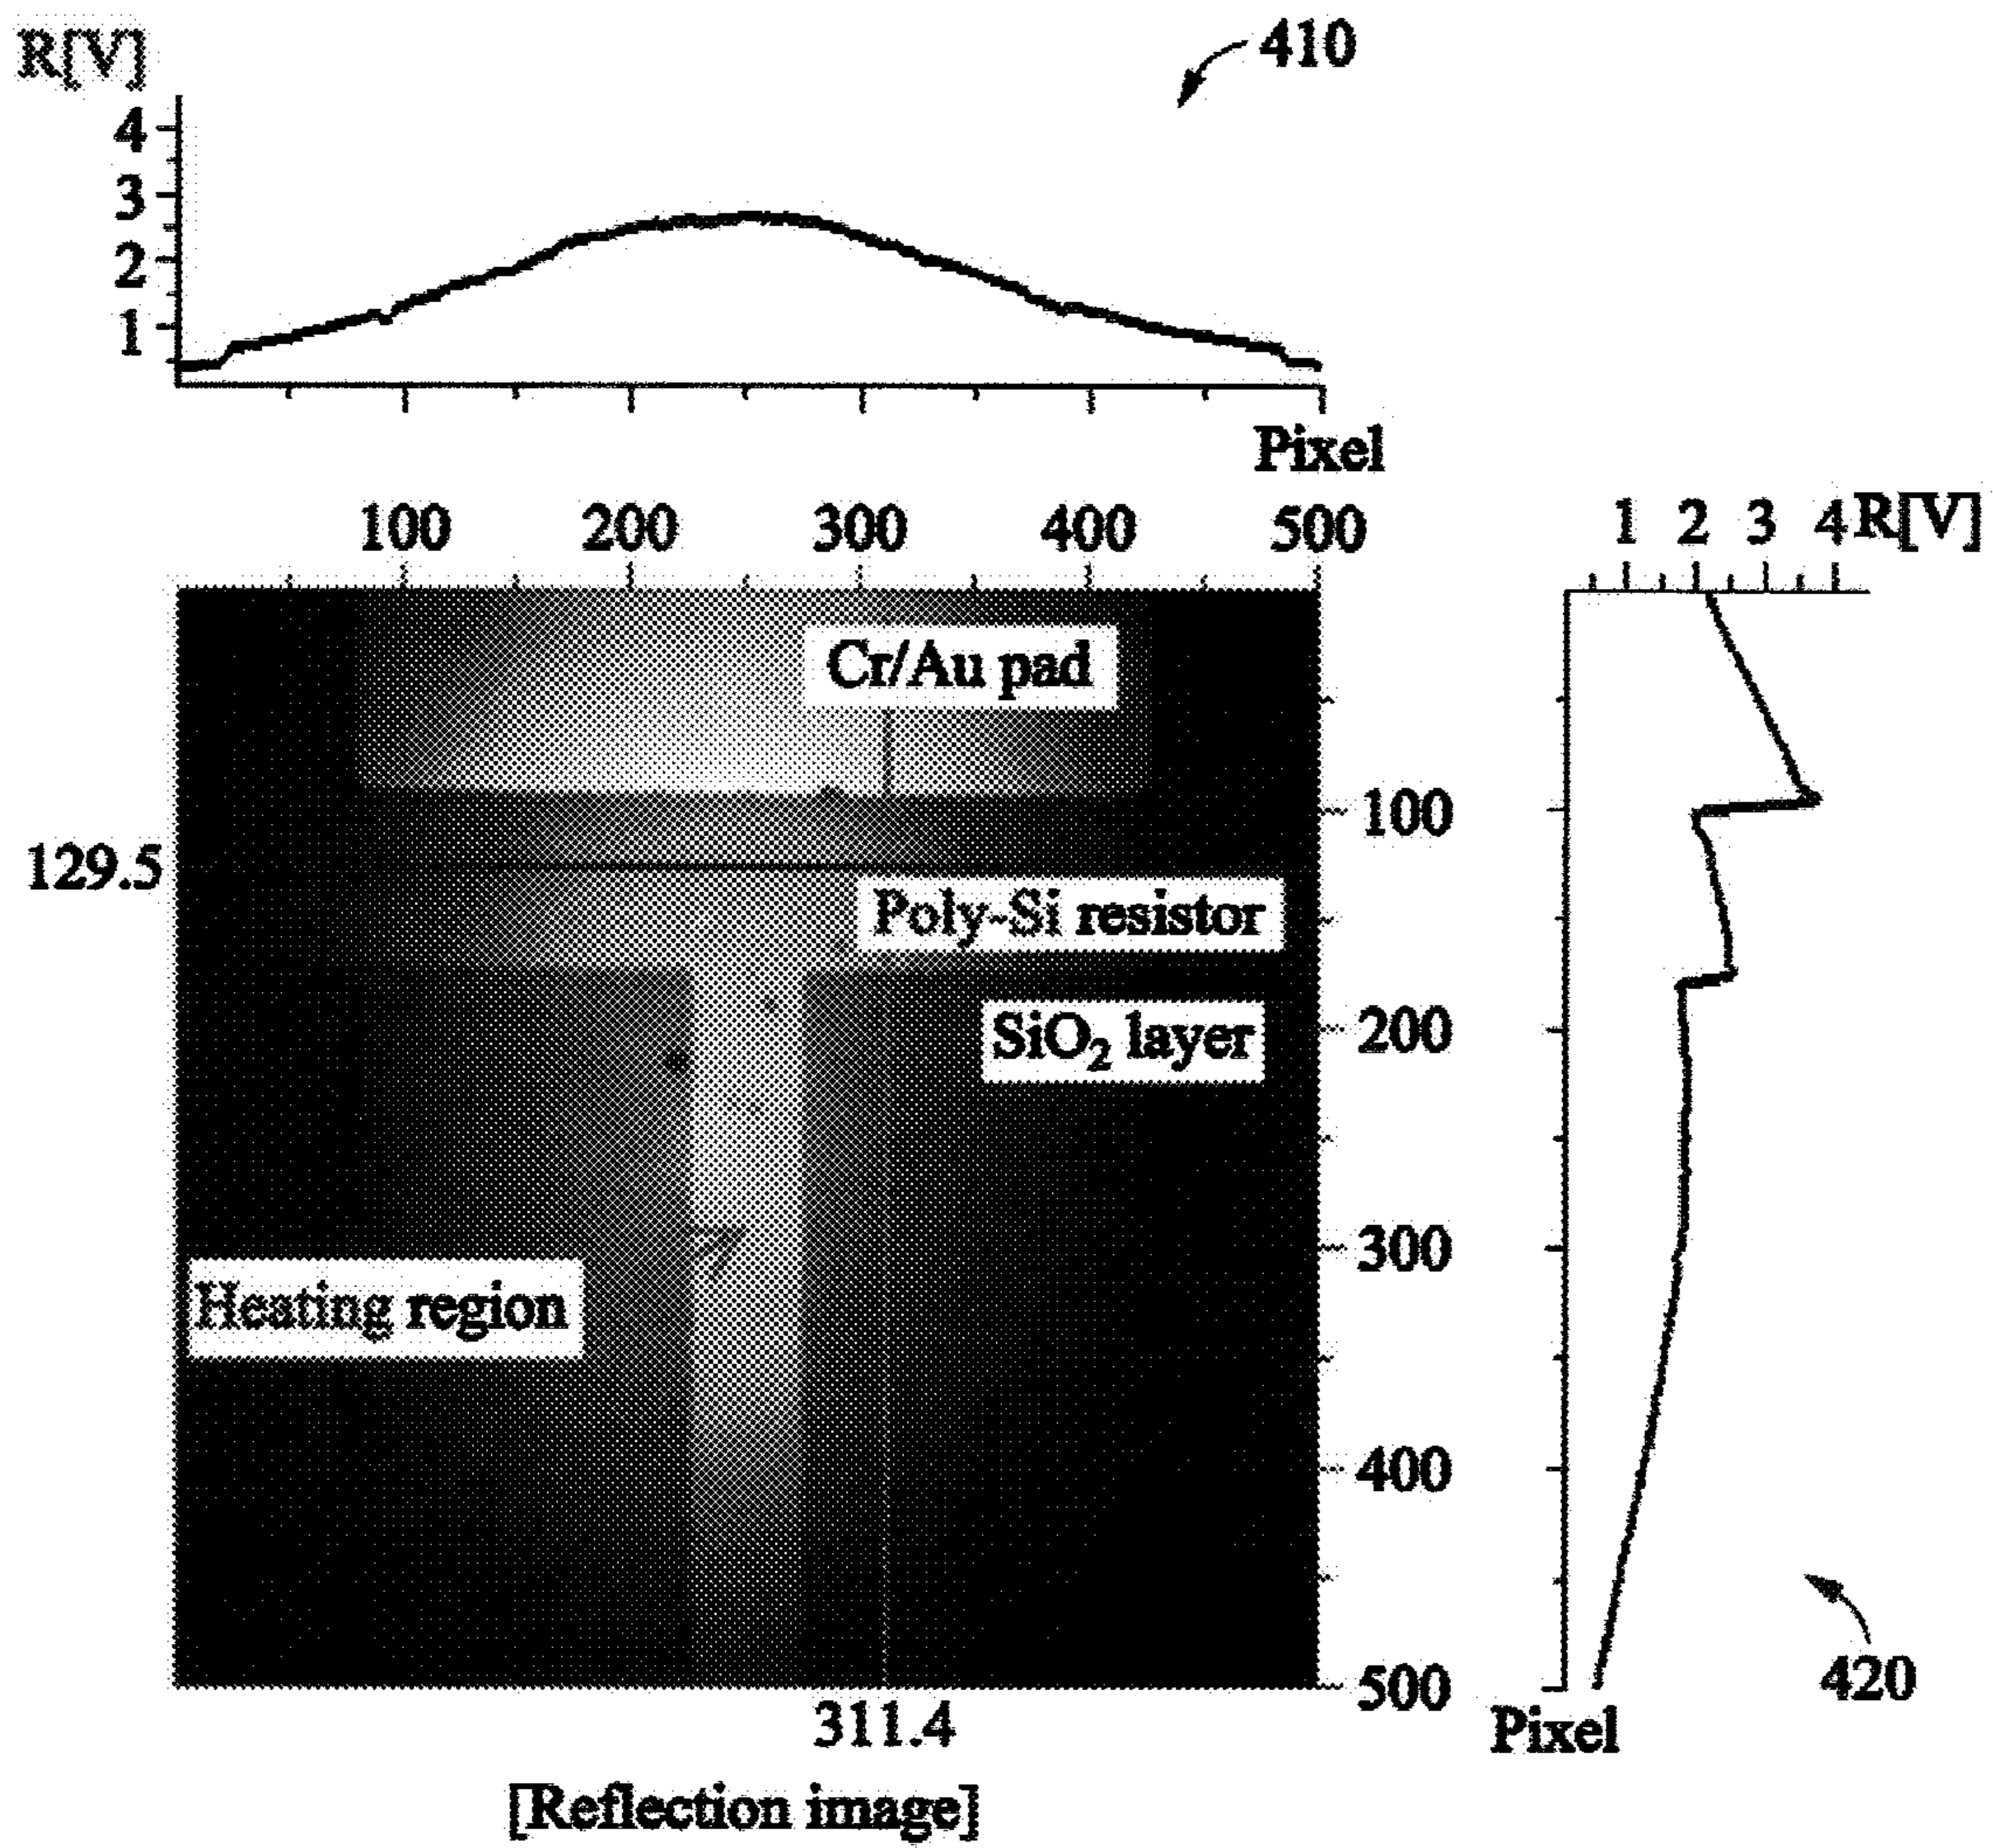 R[V]
410
4
3
2
1
Pixel
100 200 300 400 500
1 2 3 4 R[V]
Cr/Au pad
100
129.5
Poly-Si resistor
SiO₂ layer
200
300
Heating region
400
500
420
311.4
Pixel
[Reflection image]